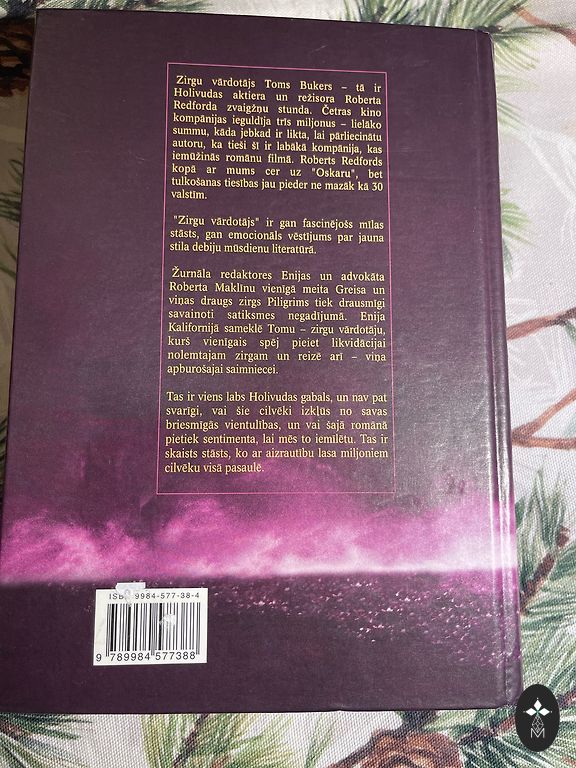 Zirgu vārdotājs Toms Bukers – tā ir
Holivudas aktiera un režisora Roberta
Redforda zvaigžņu stunda. Četras kino
kompānijas ieguldīja trīs miljonus – lielāko
summu, kāda jebkad ir likta, lai pārliecinātu
autoru, ka tieši šī ir labākā kompānija, kas
iemūžinās romānu filmā. Roberts Redfords
kopā ar mums cer uz "Oskaru", bet
tulkošanas tiesības jau pieder ne mazāk kā 30
valstīm.
"Zirgu vārdotājs" ir gan fascinējošs mīlas
stāsts, gan emocionāls vēstījums par jauna
stila debiju mūsdienu literatūrā.
Žurnāla redaktores Enijas un advokāta
Roberta Maklīnu vienīgā meita Greisa un
viņas draugs zirgs Piligrims tiek drausmīgi
savainoti satiksmes negadījumā. Enija
Kalifornijā sameklē Tomu – zirgu vārdotāju,
kurš vienīgais spēj pieiet likvidācijai
nolemtajam zirgam un reizē arī – viņa
apburošajai saimniecei.
Tas ir viens labs Holivudas gabals, un nav pat
svarīgi, vai šie cilvēki izkļūs no savas
briesmīgās vientulības, un vai šajā romānā
pietiek sentimenta, lai mēs to iemīlētu. Tas ir
skaists stāsts, ko ar aizrautību lasa miljoniem
cilvēku visā pasaulē.
ISB 9984-577-38-4
9 789984 577388
M